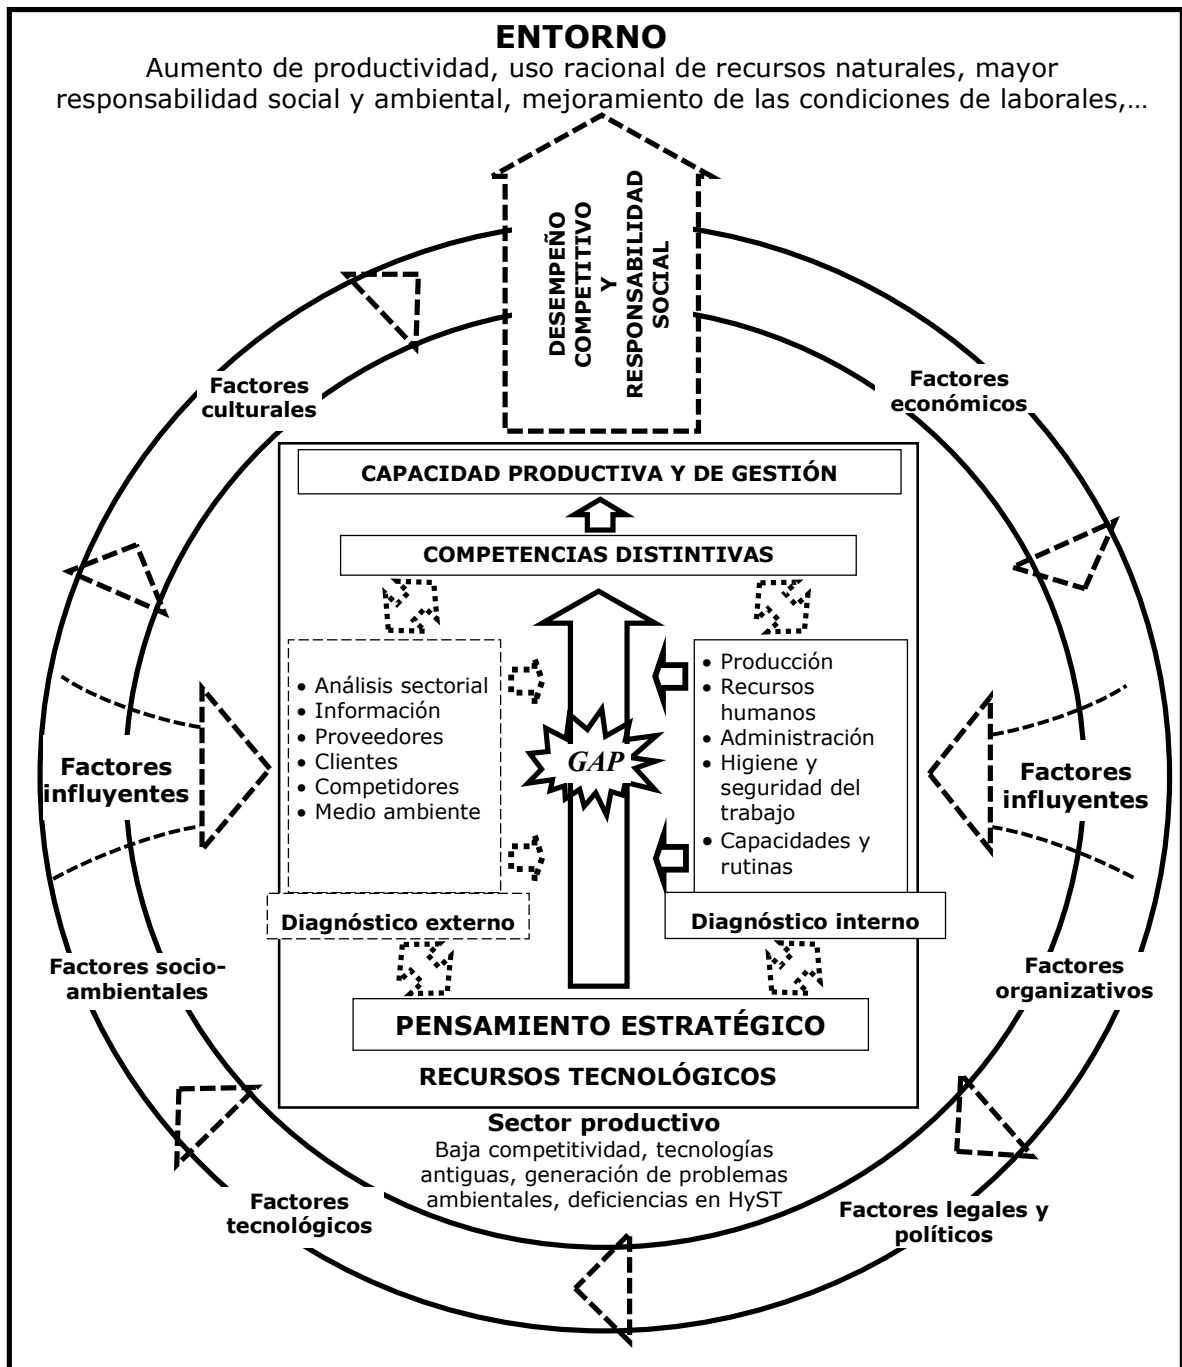 ENTORNO
Aumento de productividad, uso racional de recursos naturales, mayor
responsabilidad social y ambiental, mejoramiento de las condiciones de laborales,...
DESEMPEÑO
COMPETITIVO
Y
RESPONSABILIDAD
SOCIAL
Factores
culturales
Factores
económicos
CAPACIDAD PRODUCTIVA Y DE GESTIÓN
COMPETENCIAS DISTINTIVAS
• Análisis sectorial
• Información
• Proveedores
• Clientes
• Competidores
• Medio ambiente
Diagnóstico externo
GAP
• Producción
• Recursos
humanos
• Administración
• Higiene y
seguridad del
trabajo
• Capacidades y
rutinas
Diagnóstico interno
Factores
influyentes
Factores
influyentes
Factores socio-
ambientales
Factores
organizativos
PENSAMIENTO ESTRATÉGICO
RECURSOS TECNOLÓGICOS
Sector productivo
Baja competitividad, tecnologías
antiguas, generación de problemas
ambientales, deficiencias en HyST
Factores
tecnológicos
Factores legales y
políticos